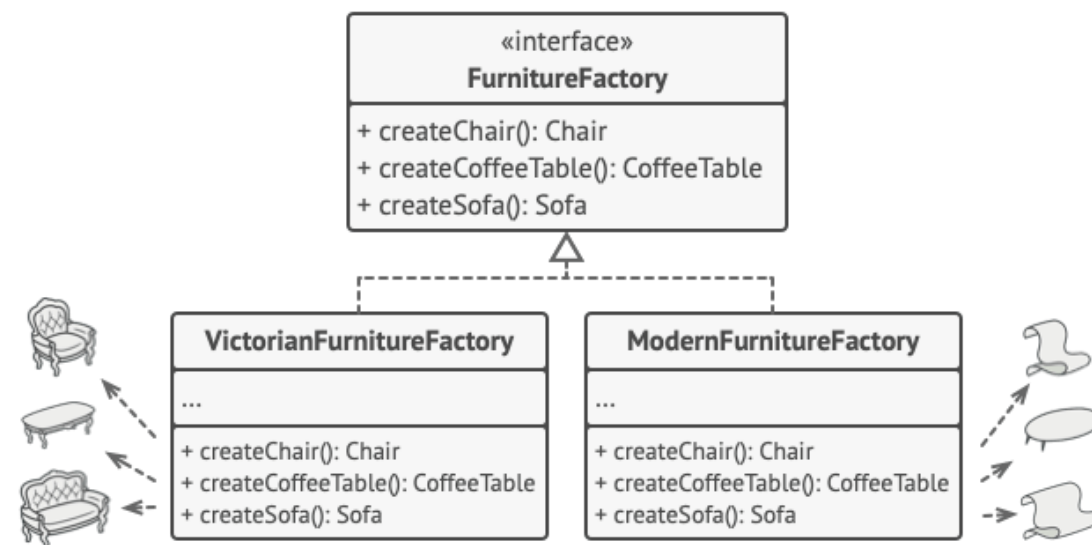 «interface»
FurnitureFactory
+ createChair(): Chair
+ createCoffeeTable(): CoffeeTable
+ createSofa(): Sofa
VictorianFurnitureFactory
...
+ createChair(): Chair
+ createCoffeeTable(): CoffeeTable
+ createSofa(): Sofa
ModernFurnitureFactory
...
+ createChair(): Chair
+ createCoffeeTable(): CoffeeTable
+ createSofa(): Sofa